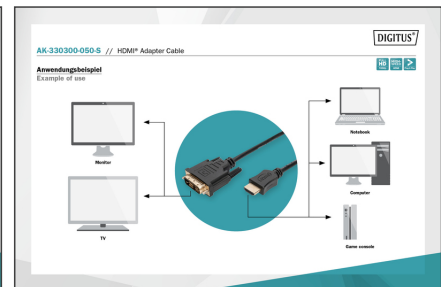 DIGITUS®
AK-330300-050-S // HDMI® Adapter Cable
Anwendungsbeispiel
Example of use
Monitor
Notebook
Computer
TV
Game console